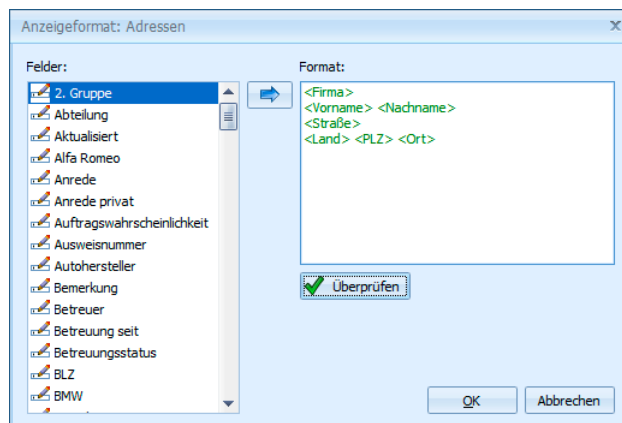 Anzeigeformat: Adressen
x
Felder:
2. Gruppe
Abteilung
Aktualisiert
Alfa Romeo
Anrede
Anrede privat
Auftragswahrscheinlichkeit
Ausweisnummer
Autohersteller
Bemerkung
Betreuer
Betreuung seit
Betreuungsstatus
BLZ
BMW
Format:
<Firma>
<Vorname> <Nachname>
<Straße>
<Land> <PLZ> <Ort>
Überprüfen
OK
Abbrechen